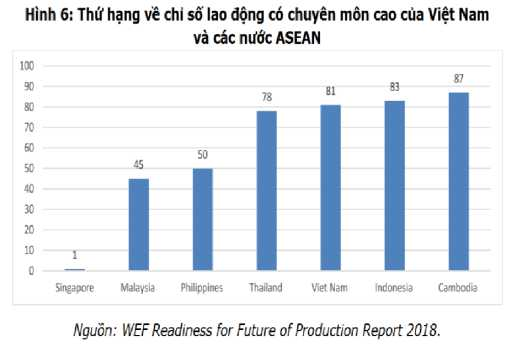 Hình 6: Thứ hạng về chỉ số lao động có chuyên môn cao của Việt Nam
và các nước ASEAN
100
90
80
70
60
50
40
30
20
10
0
1
45
50
78
81
83
87
Singapore
Malaysia
Philippines
Thailand
Viet Nam
Indonesia
Cambodia
Nguồn: WEF Readiness for Future of Production Report 2018.